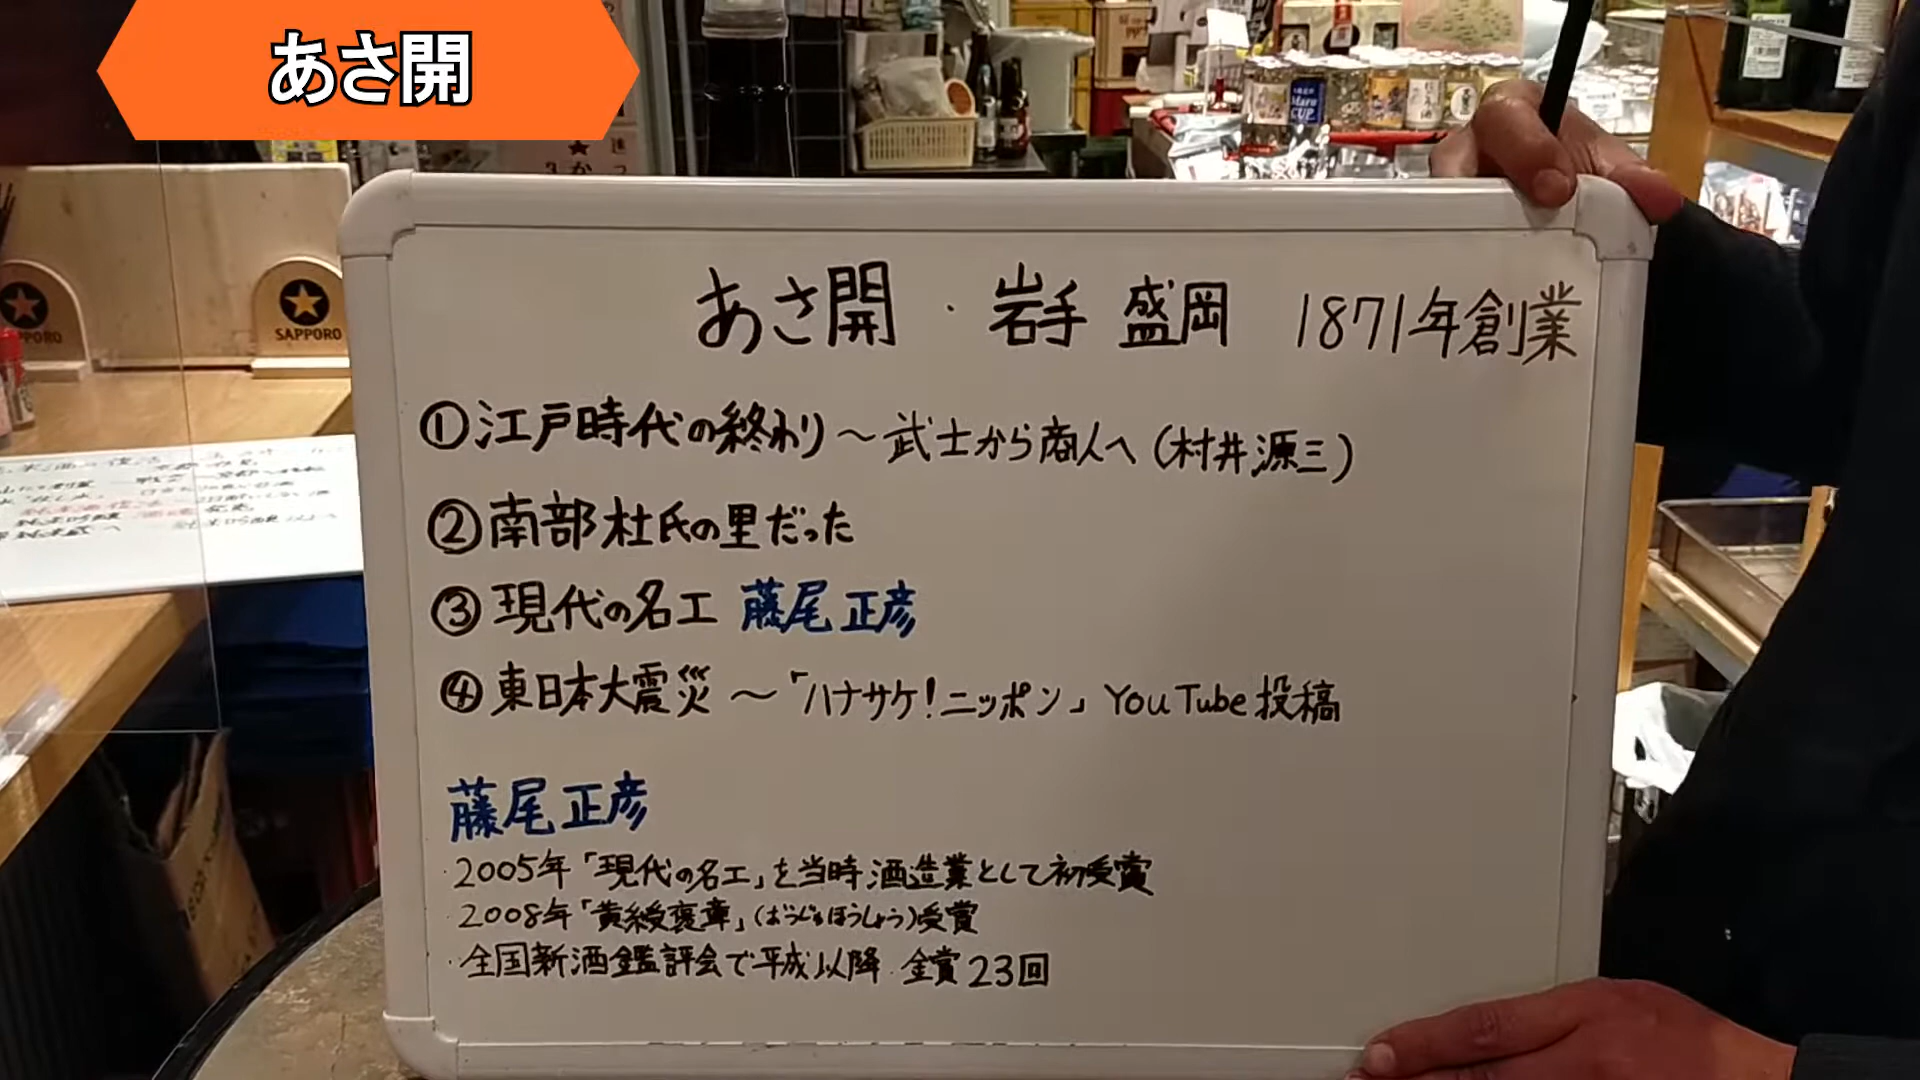 あさ開
SAPPORO
Maru
CUP
あさ開・岩手 盛岡 1871年創業
①江戸時代の終わり〜武士から商人へ(村井源三)
②南部杜氏の里だった
③現代の名工 藤尾正彦
④東日本大震災〜「ハナサケ!ニッポン」YouTube投稿
藤尾正彦
・2005年「現代の名工」を当時酒造業として初受賞
・2008年「黄綬褒章」(おうじゅほうしょう)受賞
・全国新酒鑑評会で平成以降 金賞23回